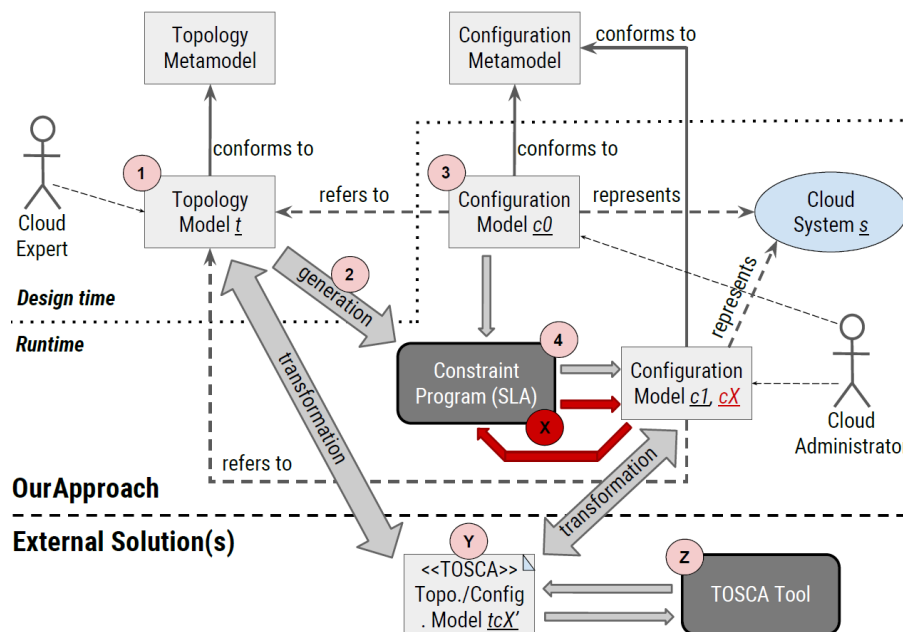 Topology
Metamodel
Configuration
Metamodel
conforms to
conforms to
conforms to
1
3
Cloud
Expert
Topology
Model t
refers to
Configuration
Model c0
represents
Cloud
System s
Design time
generation
2
represents
Runtime
transformation
Constraint
Program (SLA)
4
X
Configuration
Model c1, cX
Cloud
Administrator
refers to
transformation
OurApproach
External Solution(s)
Y
<<TOSCA>>
Topo./Config
. Model tcX'
Z
TOSCA Tool